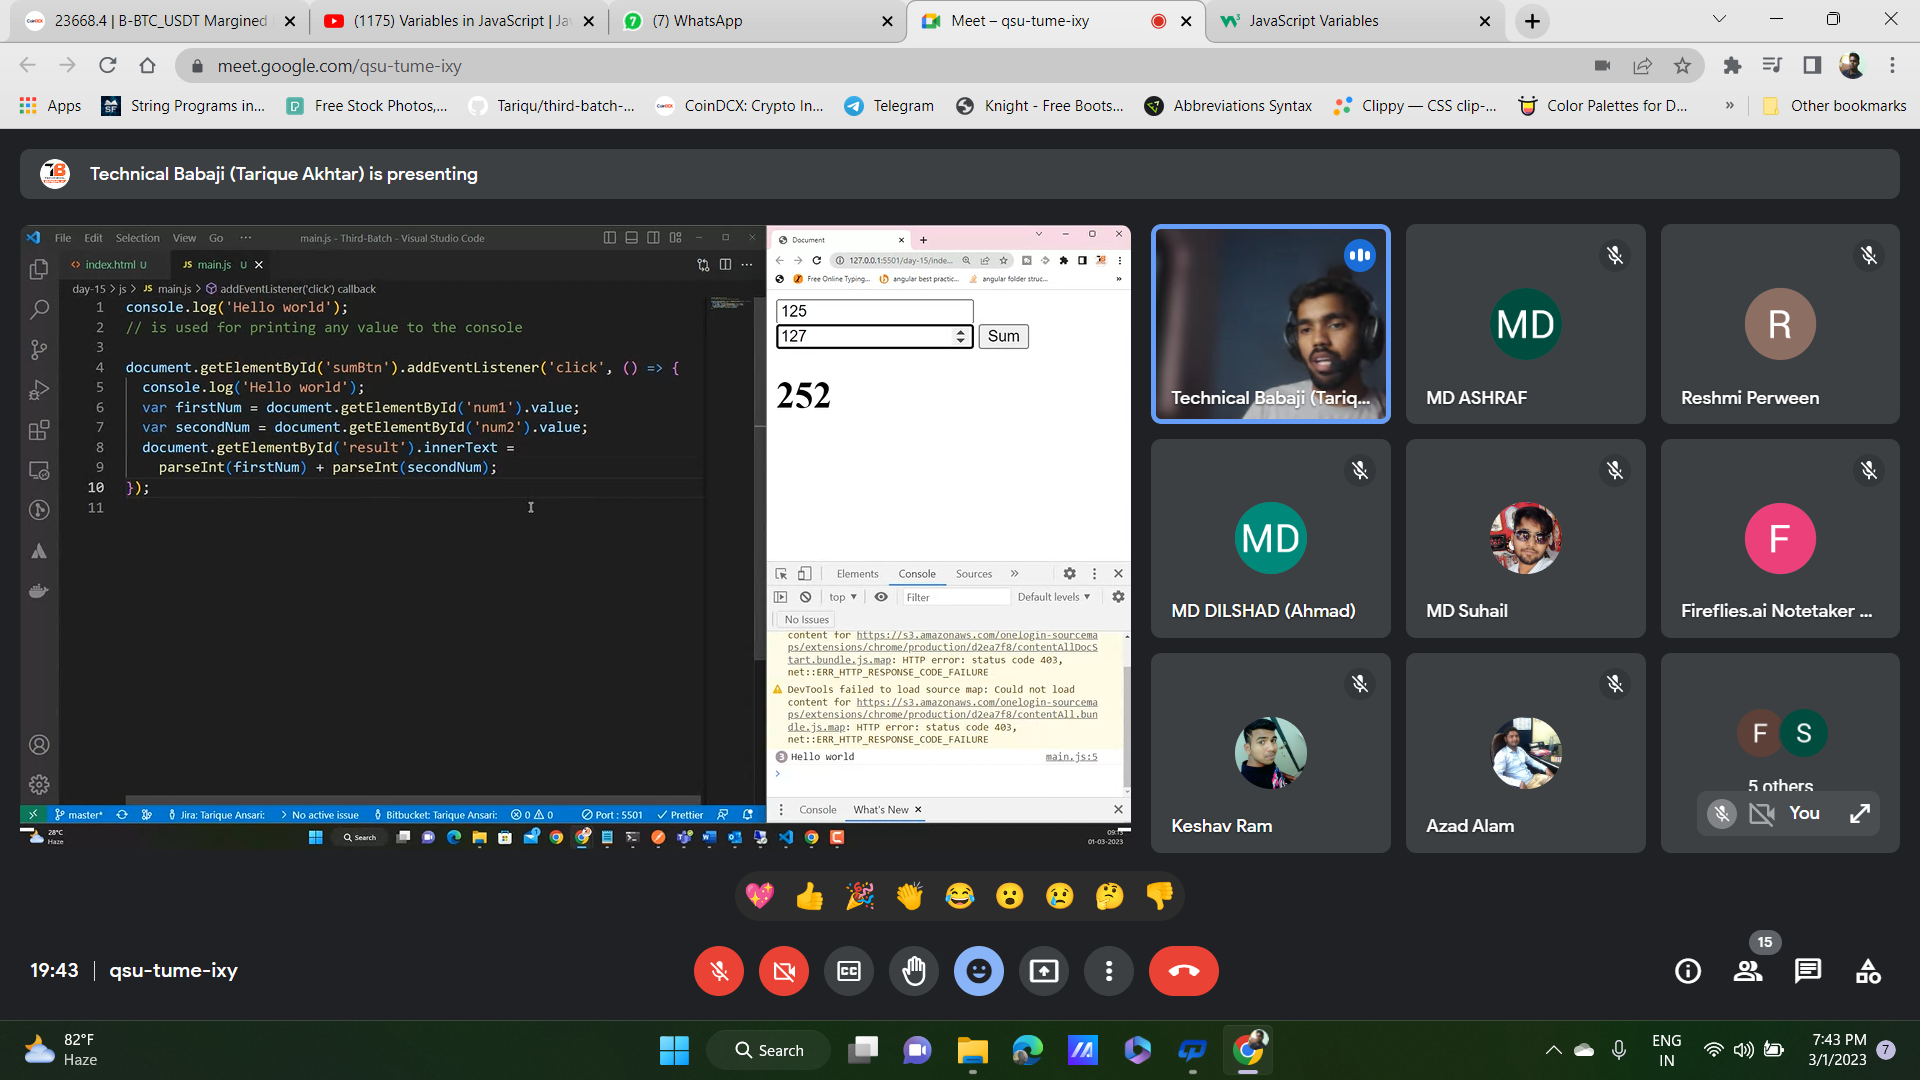 23668.4 | B-BTC_USDT Margined
(1175) Variables in JavaScript | Ja
(7) WhatsApp
Meet – qsu-tume-ixy
JavaScript Variables
meet.google.com/qsu-tume-ixy
Apps
String Programs in...
Free Stock Photos,...
Tariqu/third-batch-...
CoinDCX: Crypto In...
Telegram
Knight - Free Boots...
Abbreviations Syntax
Clippy — CSS clip-...
Color Palettes for D...
»
Other bookmarks
Technical Babaji (Tarique Akhtar) is presenting
File Edit Selection View Go ···
main.js - Third-Batch - Visual Studio Code
index.html U
JS main.js U
day-15 > js > JS main.js > addEventListener('click') callback
1 console.log('Hello world');
2 // is used for printing any value to the console
3
4 document.getElementById('sumBtn').addEventListener('click', () => {
5 console.log('Hello world');
6 var firstNum = document.getElementById('num1').value;
7 var secondNum = document.getElementById('num2').value;
8 document.getElementById('result').innerText =
9 parseInt(firstNum) + parseInt(secondNum);
10 });
11
master*
Jira: Tarique Ansari:
No active issue
Bitbucket: Tarique Ansari:
0 0
Port : 5501
Prettier
Document
127.0.0.1:5501/day-15/inde...
Free Online Typing...
angular best practic...
angular folder struc...
»
125
127
Sum
252
Elements Console Sources »
top
Filter
Default levels
No Issues
content for https://s3.amazonaws.com/onelogin-sourcema
ps/extensions/chrome/production/d2ea7f8/contentAllDocS
tart.bundle.js.map: HTTP error: status code 403,
net::ERR_HTTP_RESPONSE_CODE_FAILURE
DevTools failed to load source map: Could not load
content for https://s3.amazonaws.com/onelogin-sourcema
ps/extensions/chrome/production/d2ea7f8/contentAll.bun
dle.js.map: HTTP error: status code 403,
net::ERR_HTTP_RESPONSE_CODE_FAILURE
3 Hello world main.js:5
>
Console What's New
28°C
Haze
Search
01-03-2023
Technical Babaji (Tariq...
MD
MD ASHRAF
R
Reshmi Perween
MD
MD DILSHAD (Ahmad)
MD Suhail
F
Fireflies.ai Notetaker ...
Keshav Ram
Azad Alam
F S
5 others
You
19:43 | qsu-tume-ixy
CC
15
82°F
Haze
Search
ENG
IN
7:43 PM
3/1/2023
7